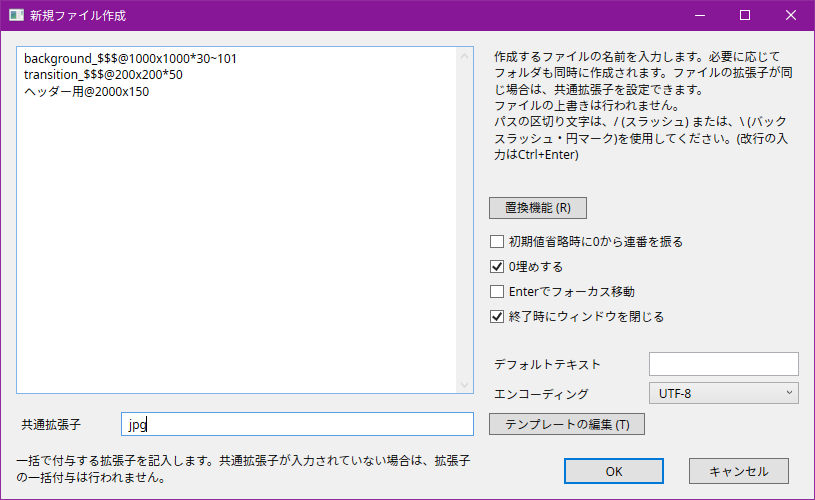 新規ファイル作成
background_$$$@1000x1000*30~101
transition_$$$@200x200*50
ヘッダー用@2000x150
作成するファイルの名前を入力します。必要に応じて
フォルダも同時に作成されます。ファイルの拡張子が同
じ場合は、共通拡張子を設定できます。
ファイルの上書きは行われません。
パスの区切り文字は、/ (スラッシュ) または、\ (バック
スラッシュ・円マーク)を使用してください。(改行の入
力はCtrl+Enter)
置換機能 (R)
初期値省略時に0から連番を振る
0埋めする
Enterでフォーカス移動
終了時にウィンドウを閉じる
デフォルトテキスト
エンコーディング
UTF-8
共通拡張子
jpg
テンプレートの編集 (T)
一括で付与する拡張子を記入します。共通拡張子が入力されていない場合は、拡張子
の一括付与は行われません。
OK
キャンセル